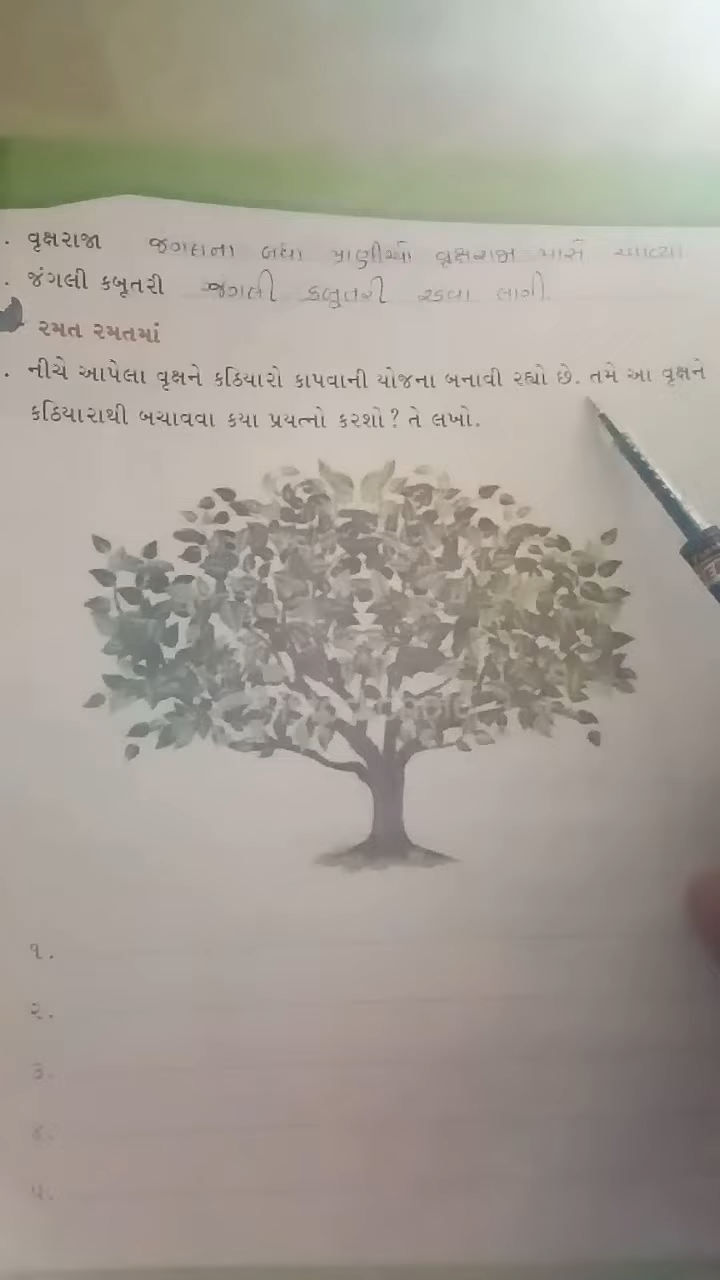 . વૃક્ષરાજા જંગલના બધા પ્રાણીઓ વૃક્ષરાજા પાસે આવ્યા
. જંગલી કબૂતરી જંગલી કબુતરી રડવા લાગી.
રમત રમતમાં
. નીચે આપેલા વૃક્ષને કઠિયારો કાપવાની યોજના બનાવી રહ્યો છે. તમે આ વૃક્ષને
કઠિયારાથી બચાવવા કયા પ્રયત્નો કરશો? તે લખો.
૧.
૨.
૩.
૪.
૫.